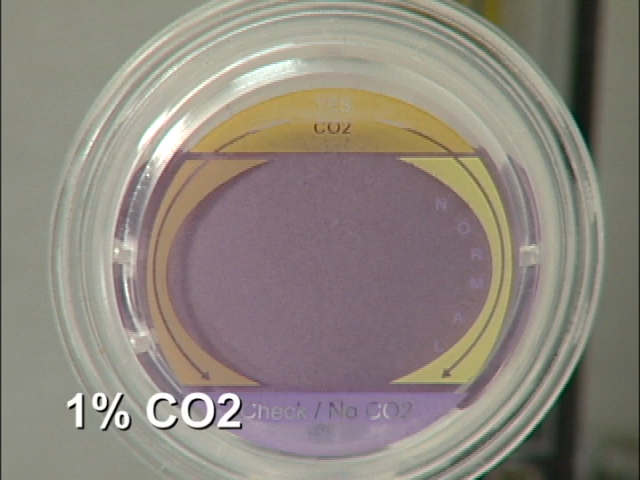 YES
CO2
NORMAL
Check / No CO2
1% CO2